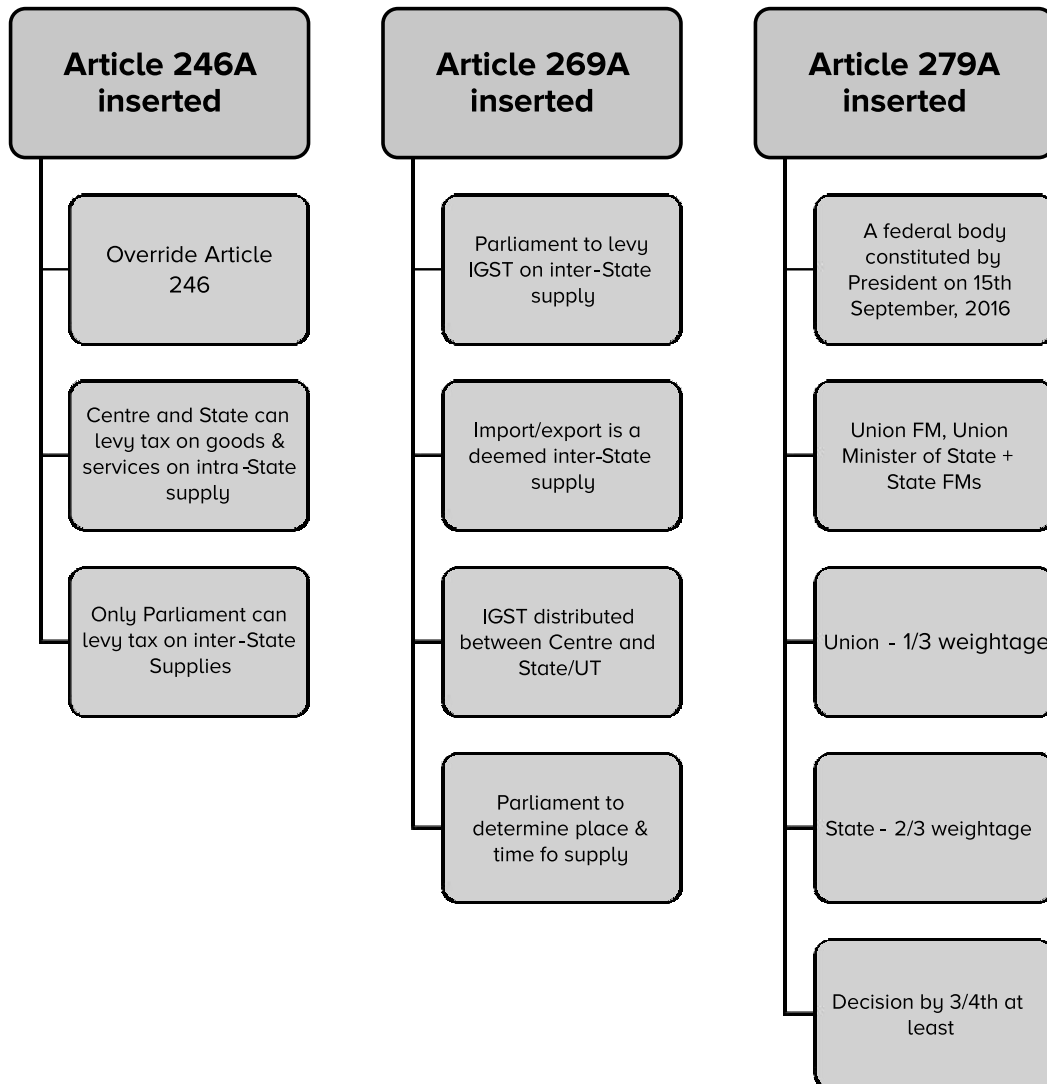 Article 246A
inserted
Override Article
246
Centre and State can
levy tax on goods &
services on intra-State
supply
Only Parliament can
levy tax on inter-State
Supplies
Article 269A
inserted
Parliament to levy
IGST on inter-State
supply
Import/export is a
deemed inter-State
supply
IGST distributed
between Centre and
State/UT
Parliament to
determine place &
time fo supply
Article 279A
inserted
A federal body
constituted by
President on 15th
September, 2016
Union FM, Union
Minister of State +
State FMs
Union - 1/3 weightage
State - 2/3 weightage
Decision by 3/4th at
least